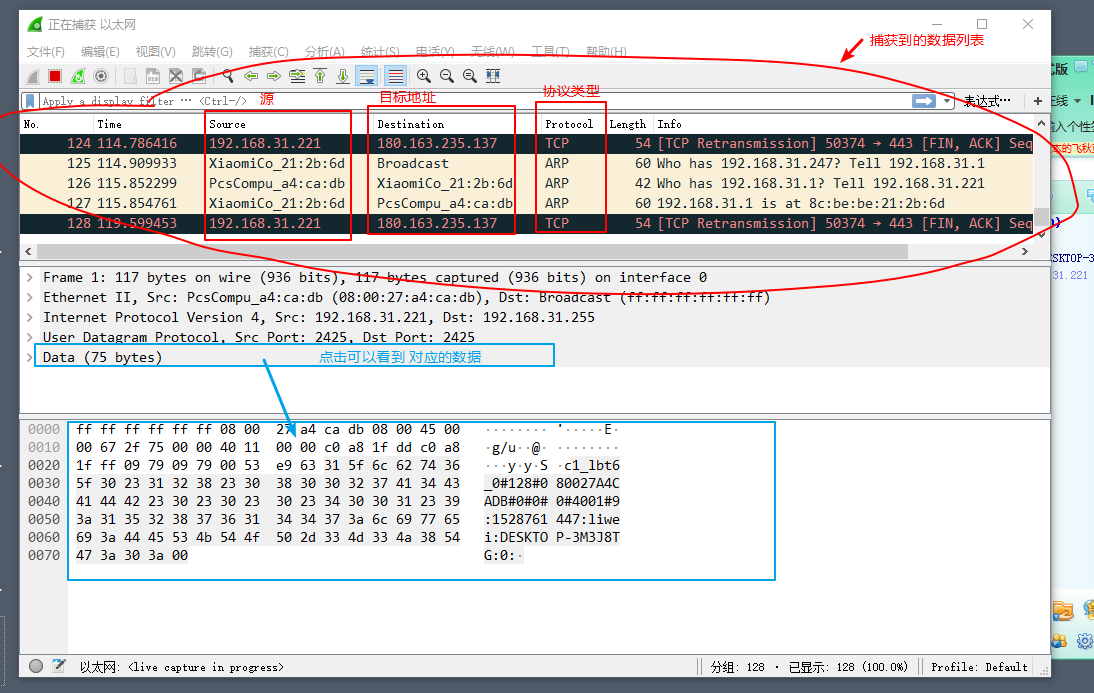 正在捕获 以太网
文件(F) 编辑(E) 视图(V) 跳转(G) 捕获(C) 分析(A) 统计(S) 电话(Y) 无线(W) 工具(T) 帮助(H)
捕获到的数据列表
Apply a display filter … <Ctrl-/>
表达式…
+
源
目标地址
协议类型
No. Time Source Destination Protocol Length Info
124 114.786416 192.168.31.221 180.163.235.137 TCP 54 [TCP Retransmission] 50374 → 443 [FIN, ACK] Seq
125 114.909933 XiaomiCo_21:2b:6d Broadcast ARP 60 Who has 192.168.31.247? Tell 192.168.31.1
126 115.852299 PcsCompu_a4:ca:db XiaomiCo_21:2b:6d ARP 42 Who has 192.168.31.1? Tell 192.168.31.221
127 115.854761 XiaomiCo_21:2b:6d PcsCompu_a4:ca:db ARP 60 192.168.31.1 is at 8c:be:be:21:2b:6d
128 119.599453 192.168.31.221 180.163.235.137 TCP 54 [TCP Retransmission] 50374 → 443 [FIN, ACK] Seq
Frame 1: 117 bytes on wire (936 bits), 117 bytes captured (936 bits) on interface 0
Ethernet II, Src: PcsCompu_a4:ca:db (08:00:27:a4:ca:db), Dst: Broadcast (ff:ff:ff:ff:ff:ff)
Internet Protocol Version 4, Src: 192.168.31.221, Dst: 192.168.31.255
User Datagram Protocol, Src Port: 2425, Dst Port: 2425
Data (75 bytes)
点击可以看到 对应的数据
0000 ff ff ff ff ff ff 08 00 27 a4 ca db 08 00 45 00 ········ '·····E·
0010 00 67 2f 75 00 00 40 11 00 00 c0 a8 1f dd c0 a8 ·g/u··@· ········
0020 1f ff 09 79 09 79 00 53 e9 63 31 5f 6c 62 74 36 ···y·y·S ·c1_lbt6
0030 5f 30 23 31 32 38 23 30 38 30 30 32 37 41 34 43 _0#128#0 80027A4C
0040 41 44 42 23 30 23 30 23 30 23 34 30 30 31 23 39 ADB#0#0# 0#4001#9
0050 3a 31 35 32 38 37 36 31 34 34 37 3a 6c 69 77 65 :1528761 447:liwe
0060 69 3a 44 45 53 4b 54 4f 50 2d 33 4d 33 4a 38 54 i:DESKTO P-3M3J8T
0070 47 3a 30 3a 00 G:0:·
以太网: <live capture in progress>
分组: 128 · 已显示: 128 (100.0%)
Profile: Default
SKTOP-3
31.221